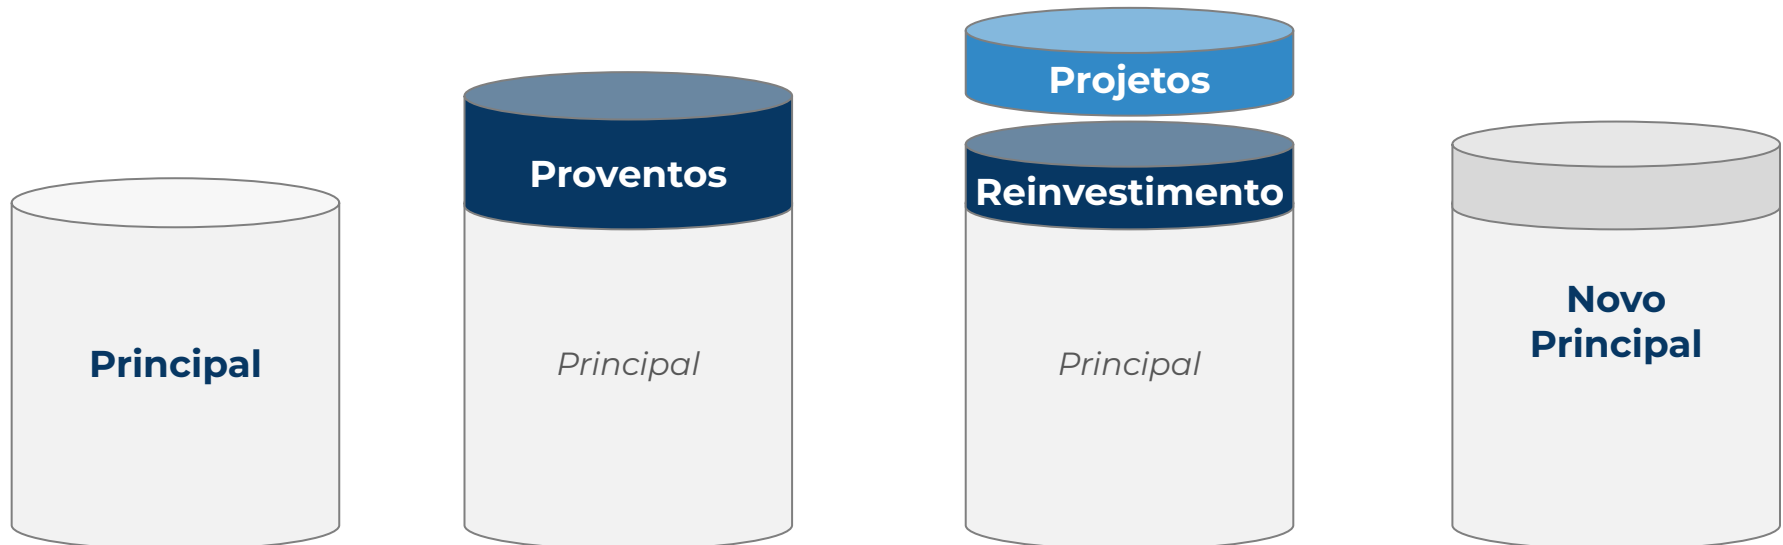 Principal
Proventos
Principal
Projetos
Reinvestimento
Principal
Novo
Principal